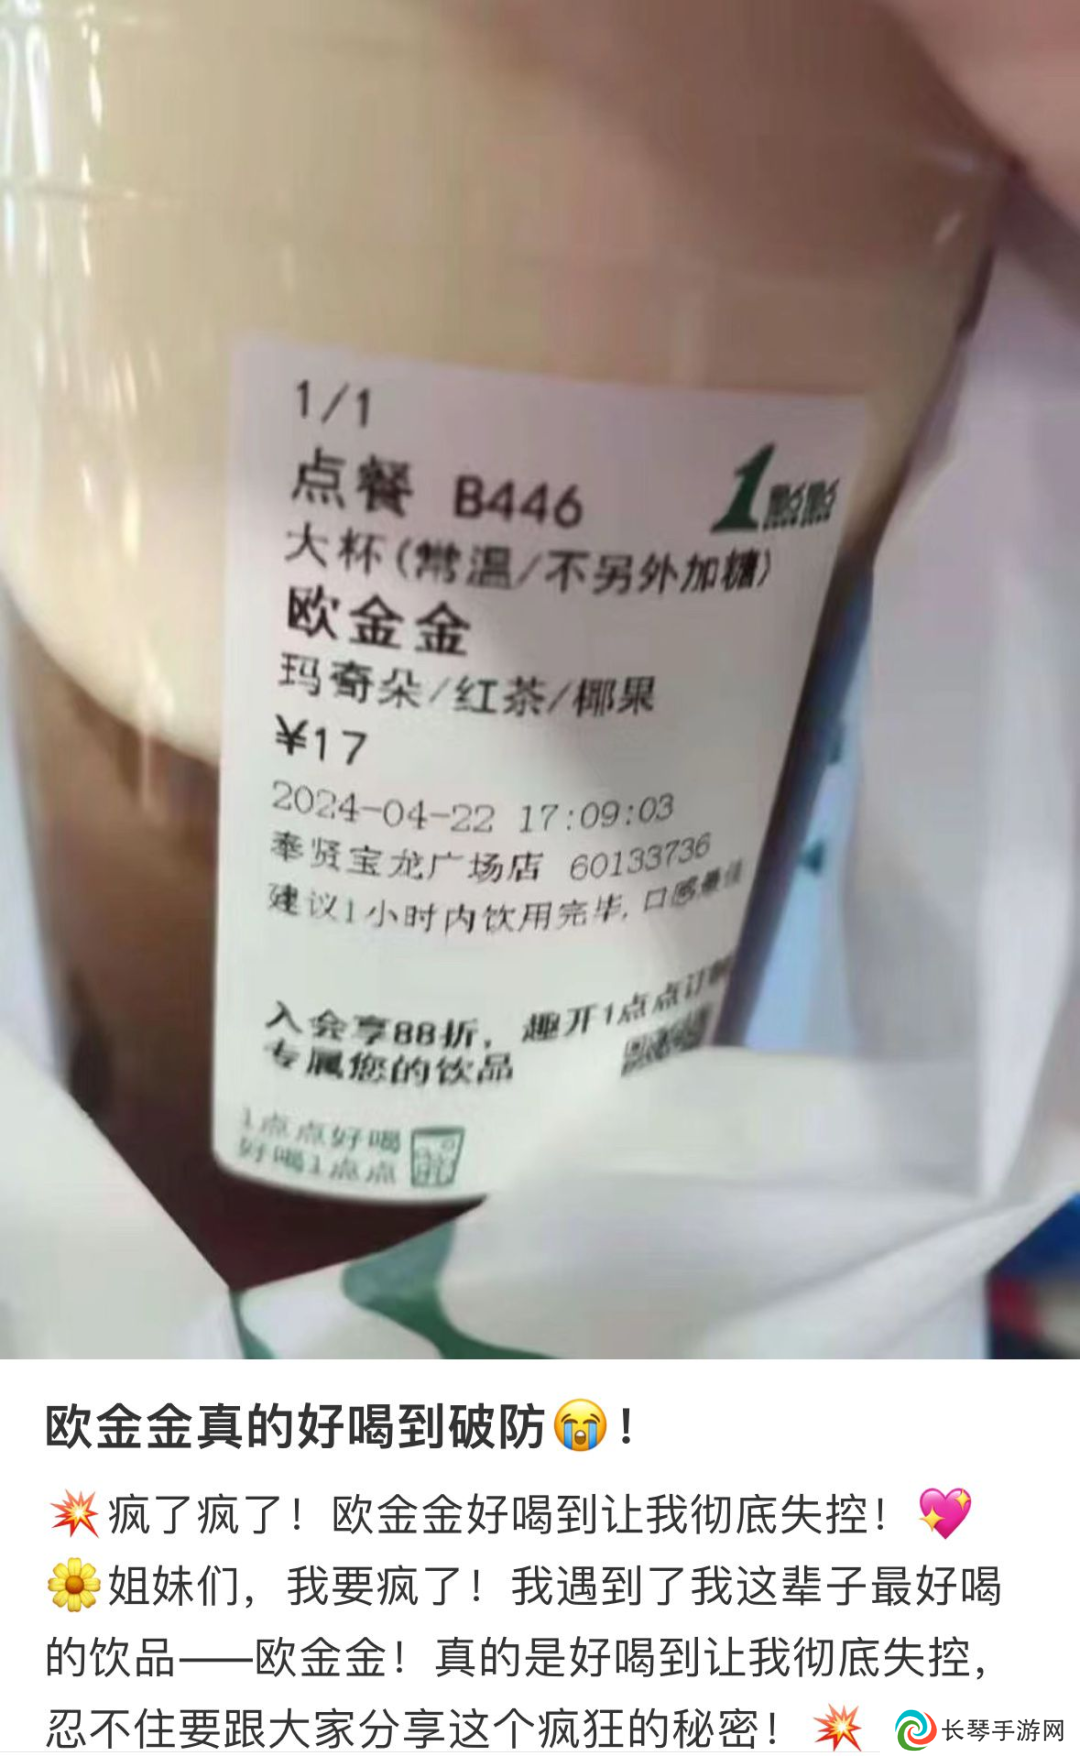 1/1
点餐 B446
1點點
大杯(常温/不另外加糖)
欧金金
玛奇朵/红茶/椰果
¥17
2024-04-22 17:09:03
奉贤宝龙广场店 60133736
建议1小时内饮用完毕, 口感最佳
入会享88折, 趣开1点点订制
专属您的饮品
1点点好喝
好喝1点点
欧金金真的好喝到破防😭！
💥疯了疯了！欧金金好喝到让我彻底失控！💖
🌼姐妹们，我要疯了！我遇到了我这辈子最好喝
的饮品——欧金金！真的是好喝到让我彻底失控，
忍不住要跟大家分享这个疯狂的秘密！💥
长琴手游网